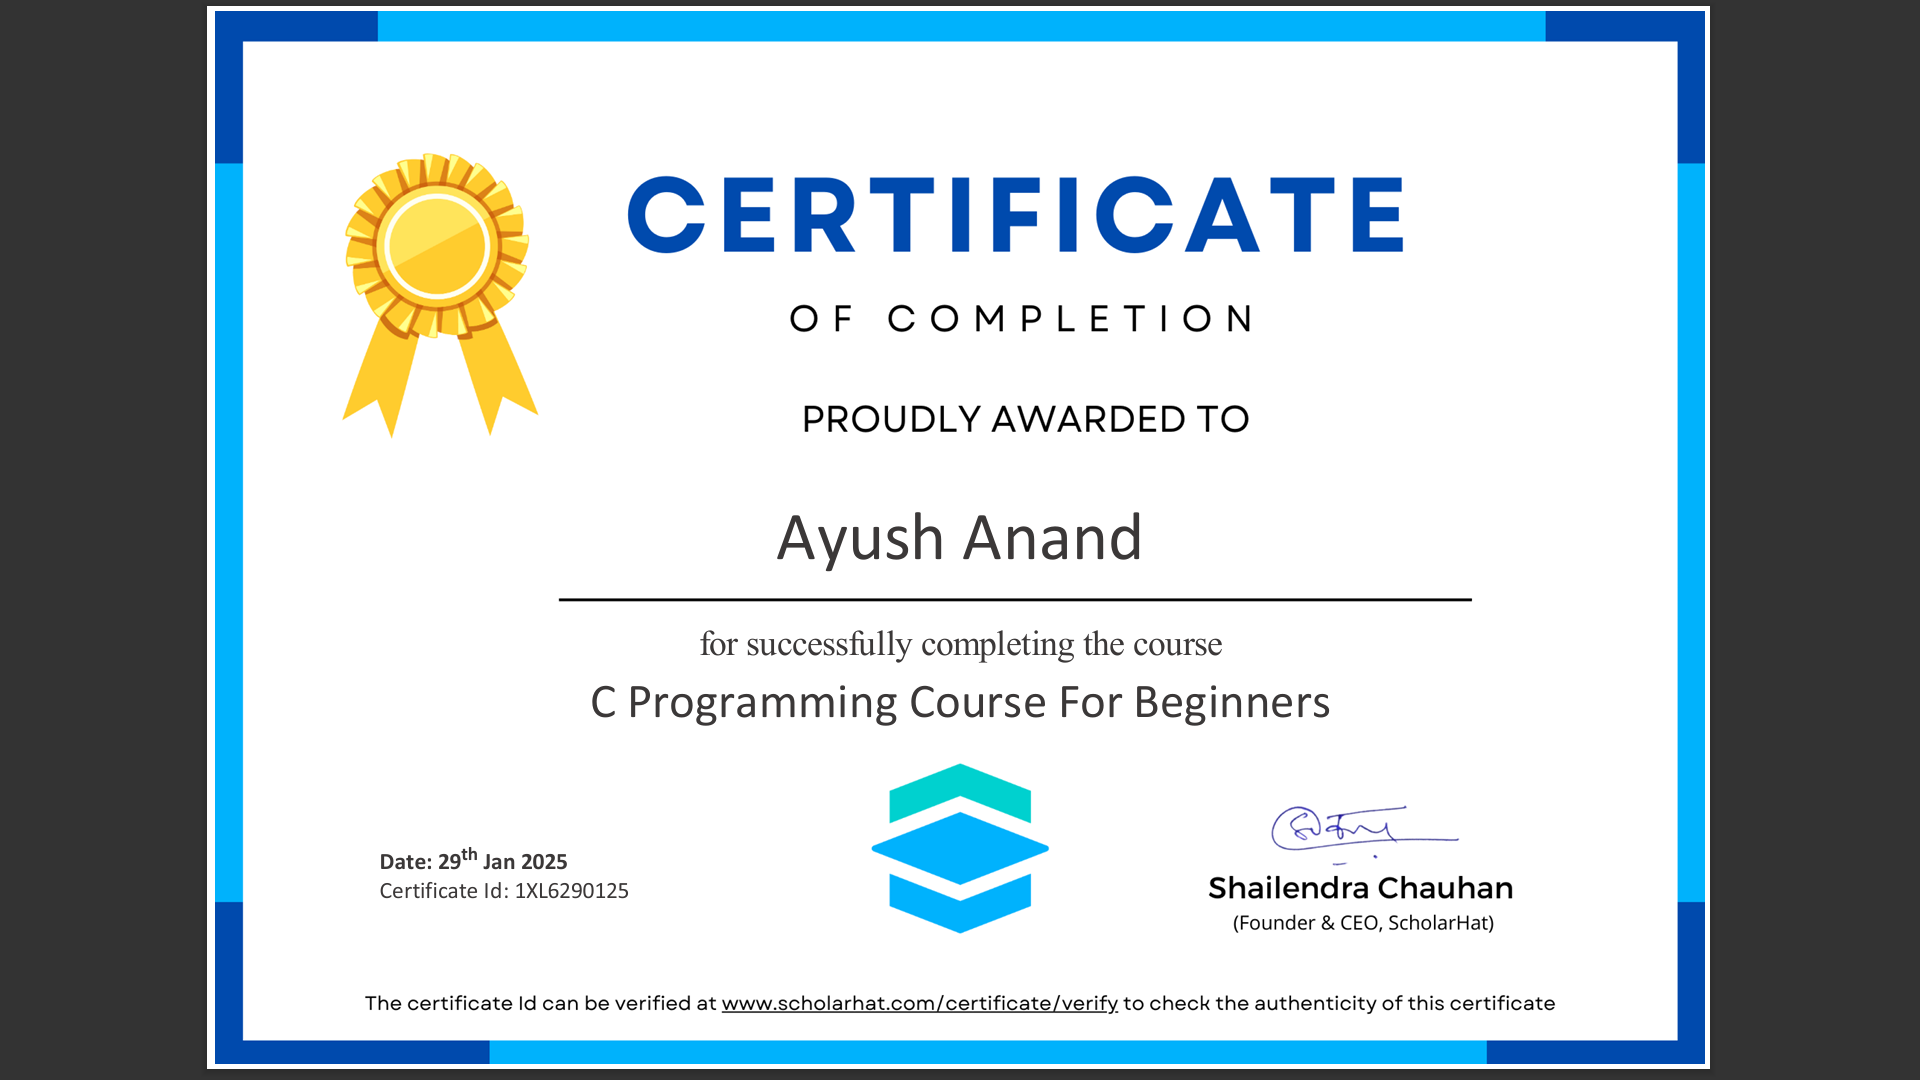 CERTIFICATE
OF COMPLETION
PROUDLY AWARDED TO
Ayush Anand
for successfully completing the course
C Programming Course For Beginners
Date: 29th Jan 2025
Certificate Id: 1XL6290125
Shailendra Chauhan
(Founder & CEO, ScholarHat)
The certificate Id can be verified at www.scholarhat.com/certificate/verify to check the authenticity of this certificate